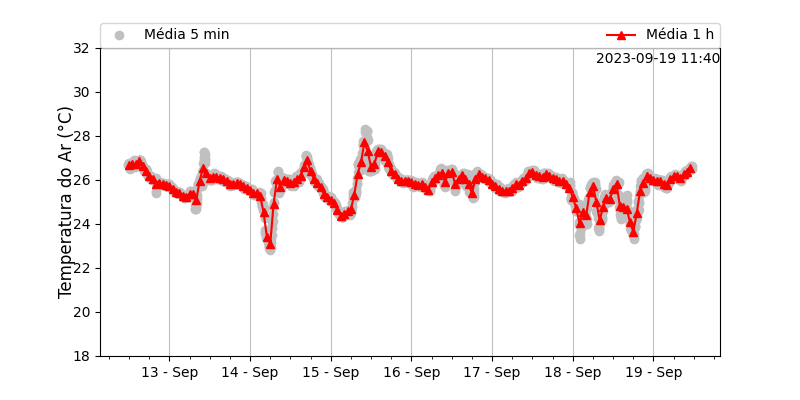 Média 5 min
Média 1 h
2023-09-19 11:40
Temperatura do Ar (°C)
32
30
28
26
24
22
20
18
13 - Sep
14 - Sep
15 - Sep
16 - Sep
17 - Sep
18 - Sep
19 - Sep